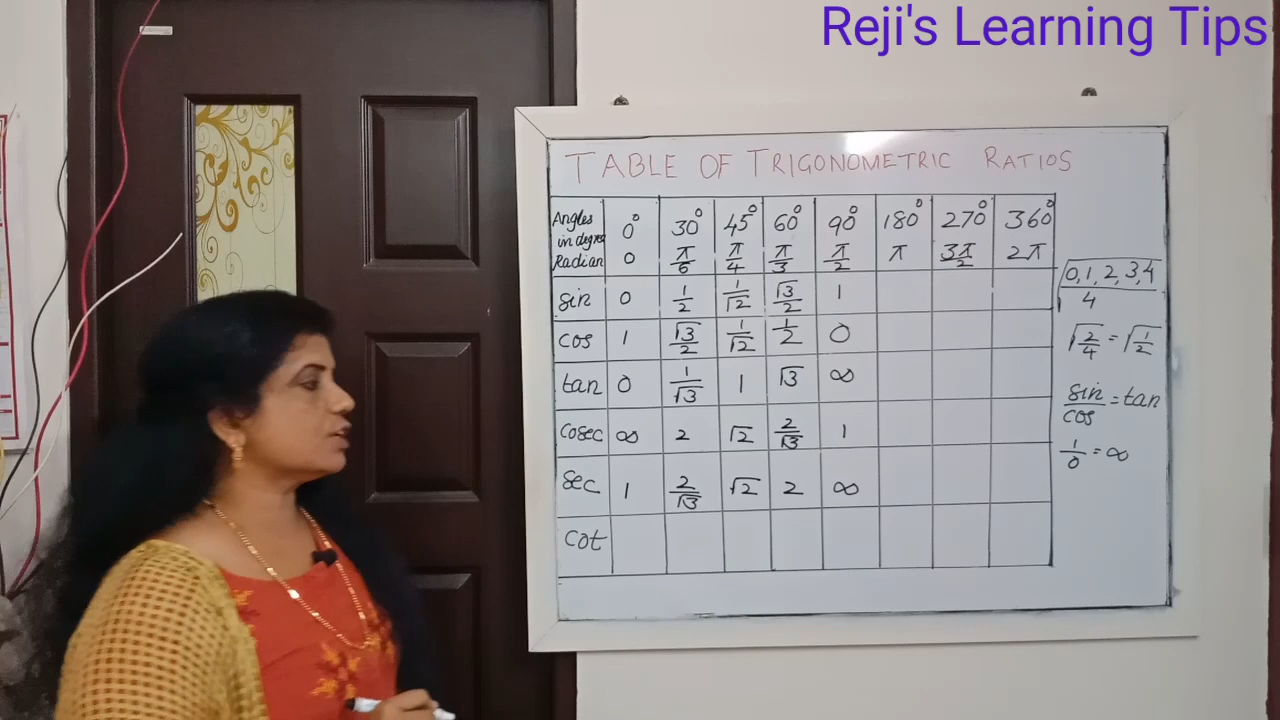 Reji's Learning Tips
TABLE OF TRIGONOMETRIC RATIOS
Angles in degree 0° 30° 45° 60° 90° 180° 270° 360°
Radian 0 π/6 π/4 π/3 π/2 π 3π/2 2π
sin 0 1/2 1/√2 √3/2 1
cos 1 √3/2 1/√2 1/2 0
tan 0 1/√3 1 √3 ∞
cosec ∞ 2 √2 2/√3 1
sec 1 2/√3 √2 2 ∞
cot
√(0,1,2,3,4/4)
√(2/4) = √(1/2)
sin/cos = tan
1/0 = ∞